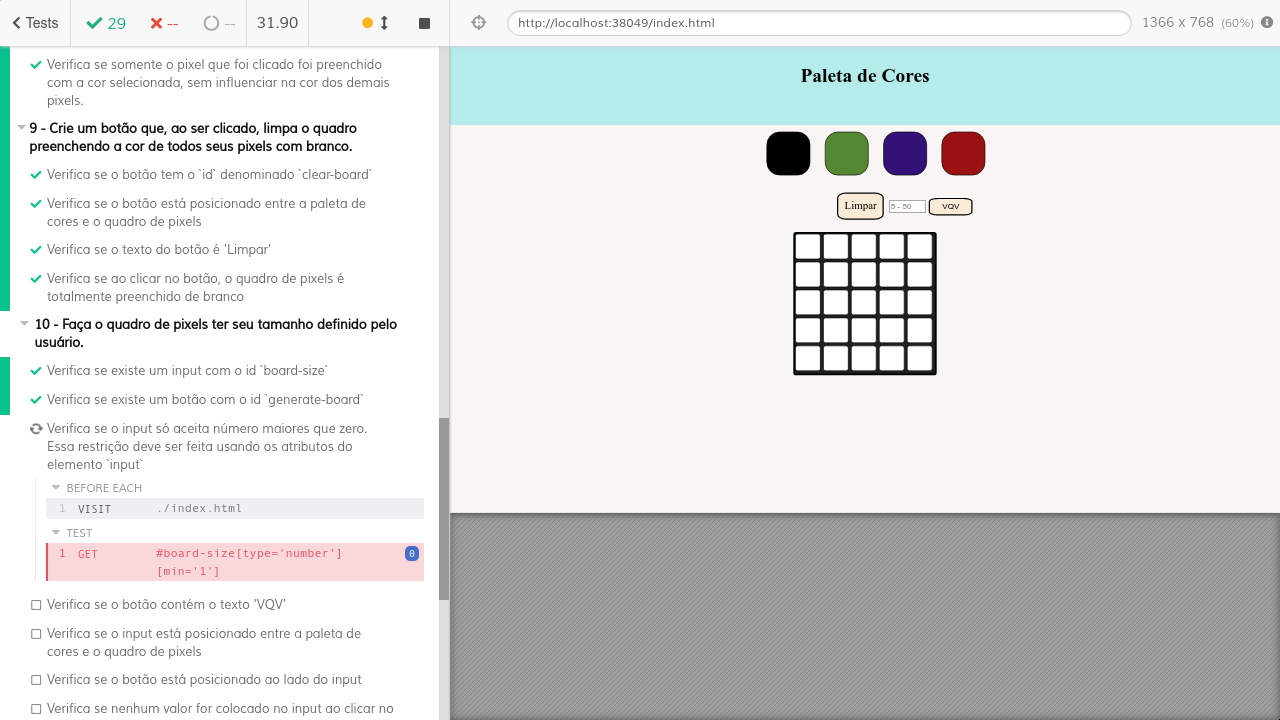 Tests
29
--
--
31.90
http://localhost:38049/index.html
1366 x 768 (60%)
Verifica se somente o pixel que foi clicado foi preenchido
com a cor selecionada, sem influenciar na cor dos demais
pixels.
9 - Crie um botão que, ao ser clicado, limpa o quadro
preenchendo a cor de todos seus pixels com branco.
Verifica se o botão tem o `id` denominado `clear-board`
Verifica se o botão está posicionado entre a paleta de
cores e o quadro de pixels
Verifica se o texto do botão é 'Limpar'
Verifica se ao clicar no botão, o quadro de pixels é
totalmente preenchido de branco
10 - Faça o quadro de pixels ter seu tamanho definido pelo
usuário.
Verifica se existe um input com o id `board-size`
Verifica se existe um botão com o id `generate-board`
Verifica se o input só aceita número maiores que zero.
Essa restrição deve ser feita usando os atributos do
elemento `input`
BEFORE EACH
1 VISIT ./index.html
TEST
1 GET #board-size[type='number'] 0
[min='1']
Verifica se o botão contém o texto 'VQV'
Verifica se o input está posicionado entre a paleta de
cores e o quadro de pixels
Verifica se o botão está posicionado ao lado do input
Verifica se nenhum valor for colocado no input ao clicar no
Paleta de Cores
Limpar 5 - 50 VQV